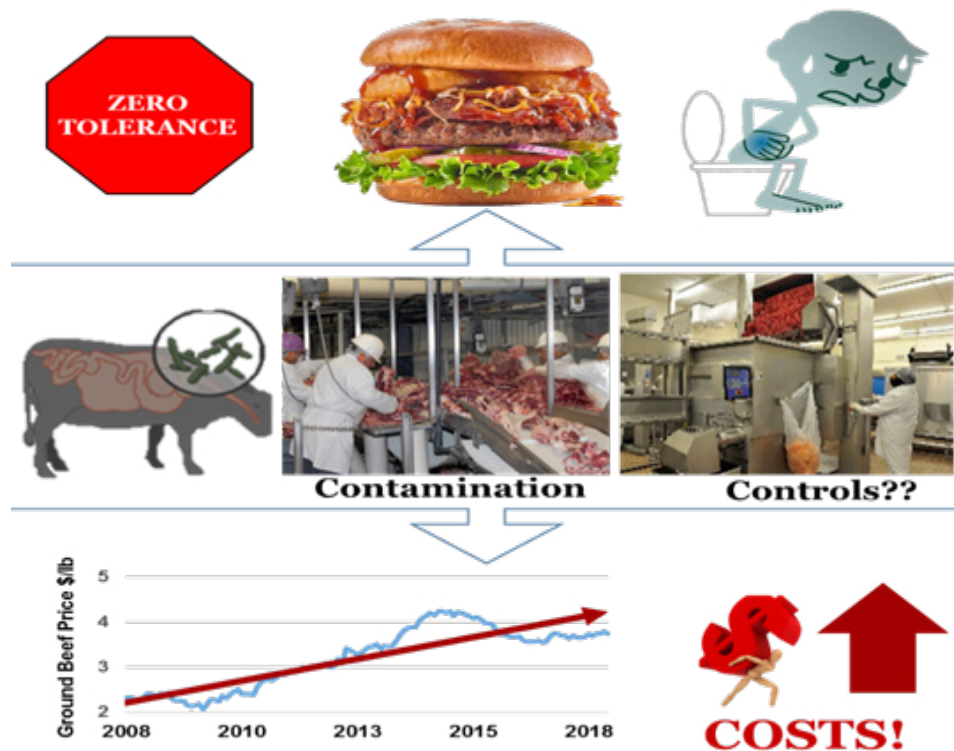 ZERO
TOLERANCE
Contamination
Controls??
Ground Beef Price $/lb
5
4
3
2
2008
2010
2013
2015
2018
$
COSTS!